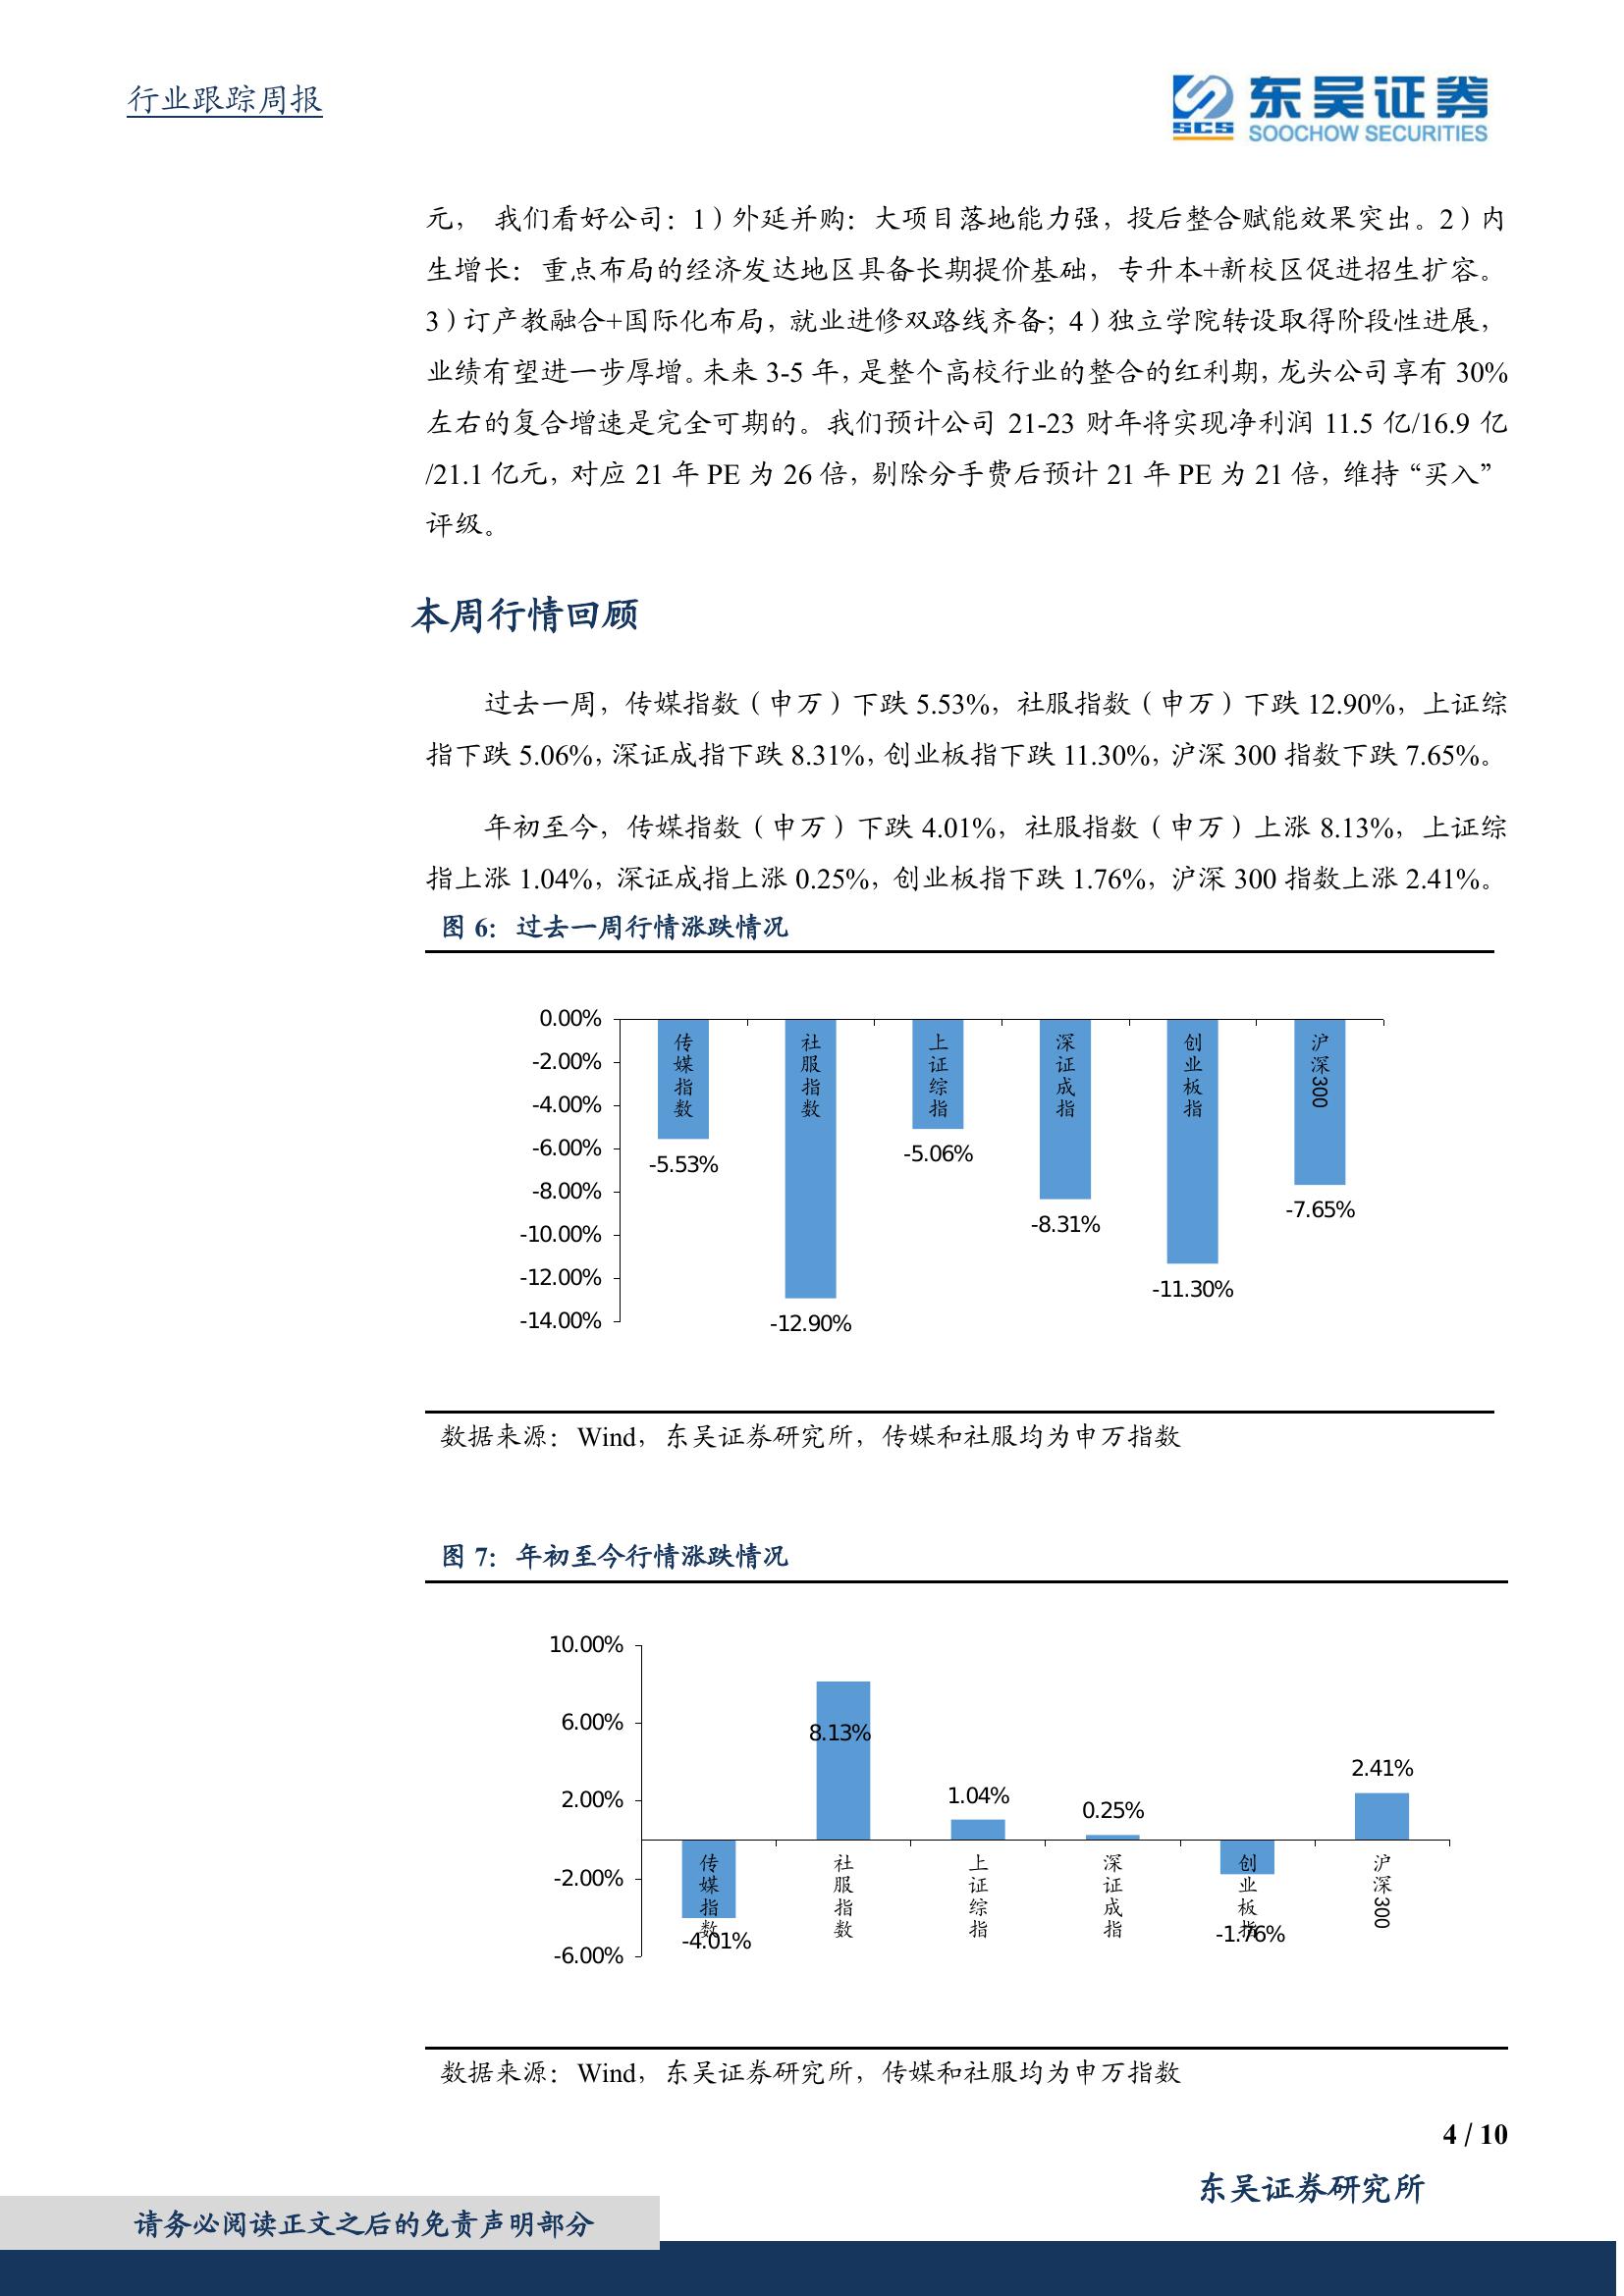 行业跟踪周报
SCS 东吴证券
SOOCHOW SECURITIES
元， 我们看好公司：1）外延并购：大项目落地能力强，投后整合赋能效果突出。2）内
生增长：重点布局的经济发达地区具备长期提价基础，专升本+新校区促进招生扩容。
3）订产教融合+国际化布局，就业进修双路线齐备；4）独立学院转设取得阶段性进展，
业绩有望进一步厚增。未来 3-5 年，是整个高校行业的整合的红利期，龙头公司享有 30%
左右的复合增速是完全可期的。我们预计公司 21-23 财年将实现净利润 11.5 亿/16.9 亿
/21.1 亿元，对应 21 年 PE 为 26 倍，剔除分手费后预计 21 年 PE 为 21 倍，维持“买入”
评级。
本周行情回顾
过去一周，传媒指数（申万）下跌 5.53%，社服指数（申万）下跌 12.90%，上证综
指下跌 5.06%，深证成指下跌 8.31%，创业板指下跌 11.30%，沪深 300 指数下跌 7.65%。
年初至今，传媒指数（申万）下跌 4.01%，社服指数（申万）上涨 8.13%，上证综
指上涨 1.04%，深证成指上涨 0.25%，创业板指下跌 1.76%，沪深 300 指数上涨 2.41%。
图 6：过去一周行情涨跌情况
0.00%
-2.00%
-4.00%
-6.00%
-8.00%
-10.00%
-12.00%
-14.00%
传媒指数
社服指数
上证综指
深证成指
创业板指
沪深300
-5.53%
-12.90%
-5.06%
-8.31%
-11.30%
-7.65%
数据来源：Wind，东吴证券研究所，传媒和社服均为申万指数
图 7：年初至今行情涨跌情况
10.00%
6.00%
2.00%
-2.00%
-6.00%
8.13%
1.04%
0.25%
2.41%
传媒指数
社服指数
上证综指
深证成指
创业板指
沪深300
-4.01%
-1.76%
数据来源：Wind，东吴证券研究所，传媒和社服均为申万指数
4 / 10
东吴证券研究所
请务必阅读正文之后的免责声明部分